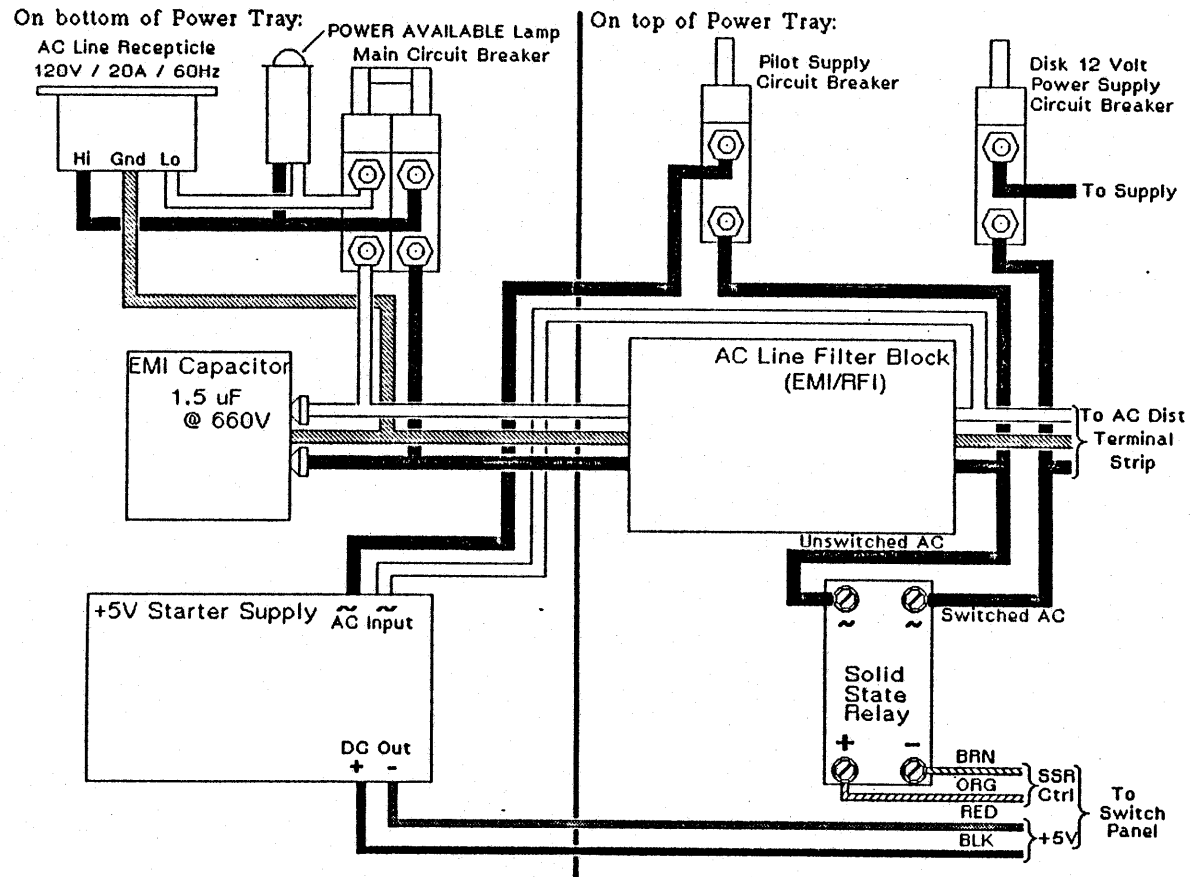 On bottom of Power Tray:
On top of Power Tray:
AC Line Recepticle
120V / 20A / 60Hz
POWER AVAILABLE Lamp
Main Circuit Breaker
Pilot Supply
Circuit Breaker
Disk 12 Volt
Power Supply
Circuit Breaker
Hi Gnd Lo
To Supply
EMI Capacitor
1.5 uF
@ 660V
AC Line Filter Block
(EMI/RFI)
To AC Dist
Terminal
Strip
Unswitched AC
+5V Starter Supply
~ ~
AC Input
~ ~
Switched AC
Solid
State
Relay
+ -
DC Out
+ -
BRN
ORG
SSR
Ctrl
RED
BLK
+5V
To
Switch
Panel